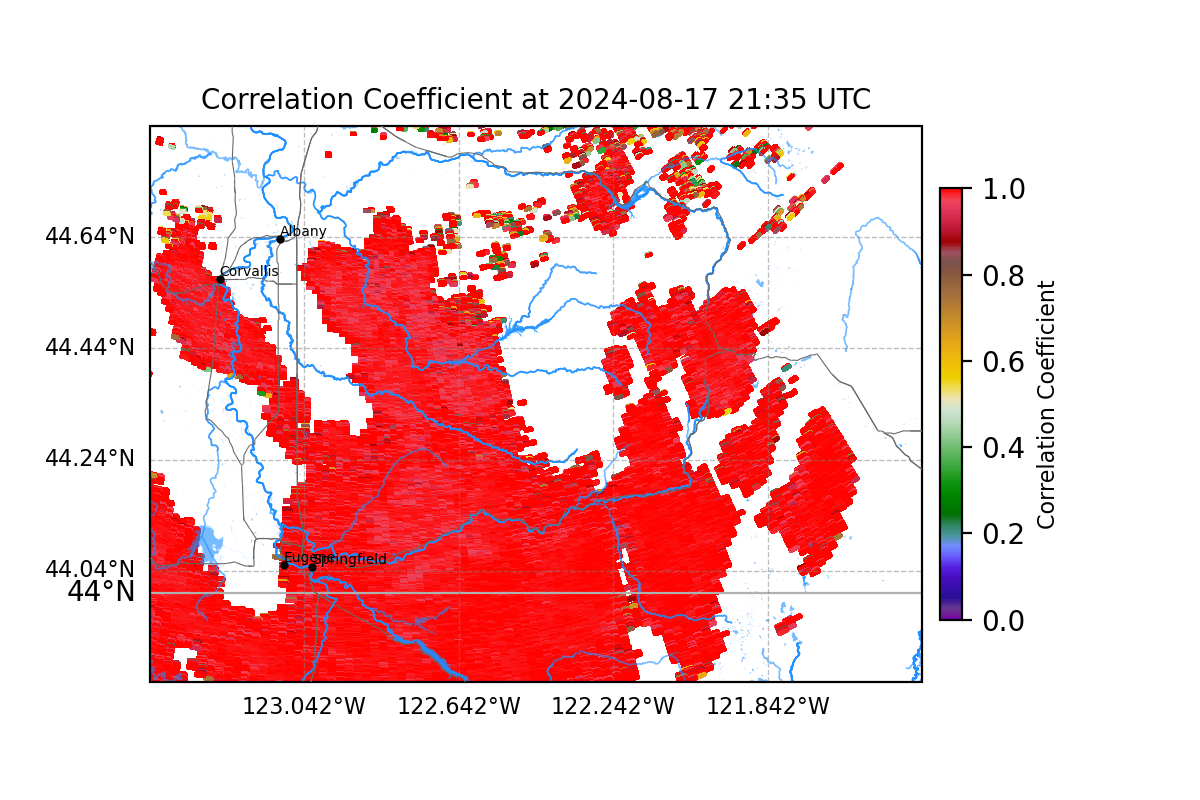 Correlation Coefficient at 2024-08-17 21:35 UTC
44.64°N
44.44°N
44.24°N
44.04°N
44°N
Albany
Corvallis
Eugene
Springfield
123.042°W 122.642°W 122.242°W 121.842°W
1.0
0.8
0.6
0.4
0.2
0.0
Correlation Coefficient